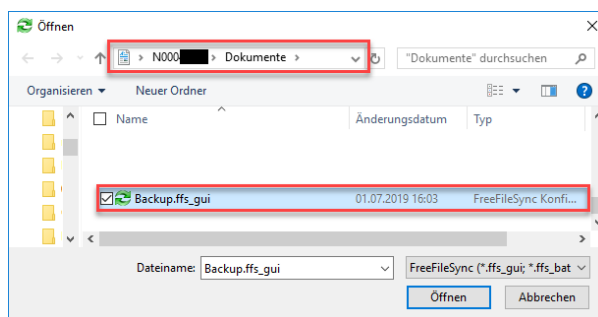 Öffnen
N000 > Dokumente >
"Dokumente" durchsuchen
Organisieren
Neuer Ordner
Name
Änderungsdatum
Typ
Backup.ffs_gui
01.07.2019 16:03
FreeFileSync Konfi...
Dateiname:
Backup.ffs_gui
FreeFileSync (*.ffs_gui; *.ffs_bat
Öffnen
Abbrechen